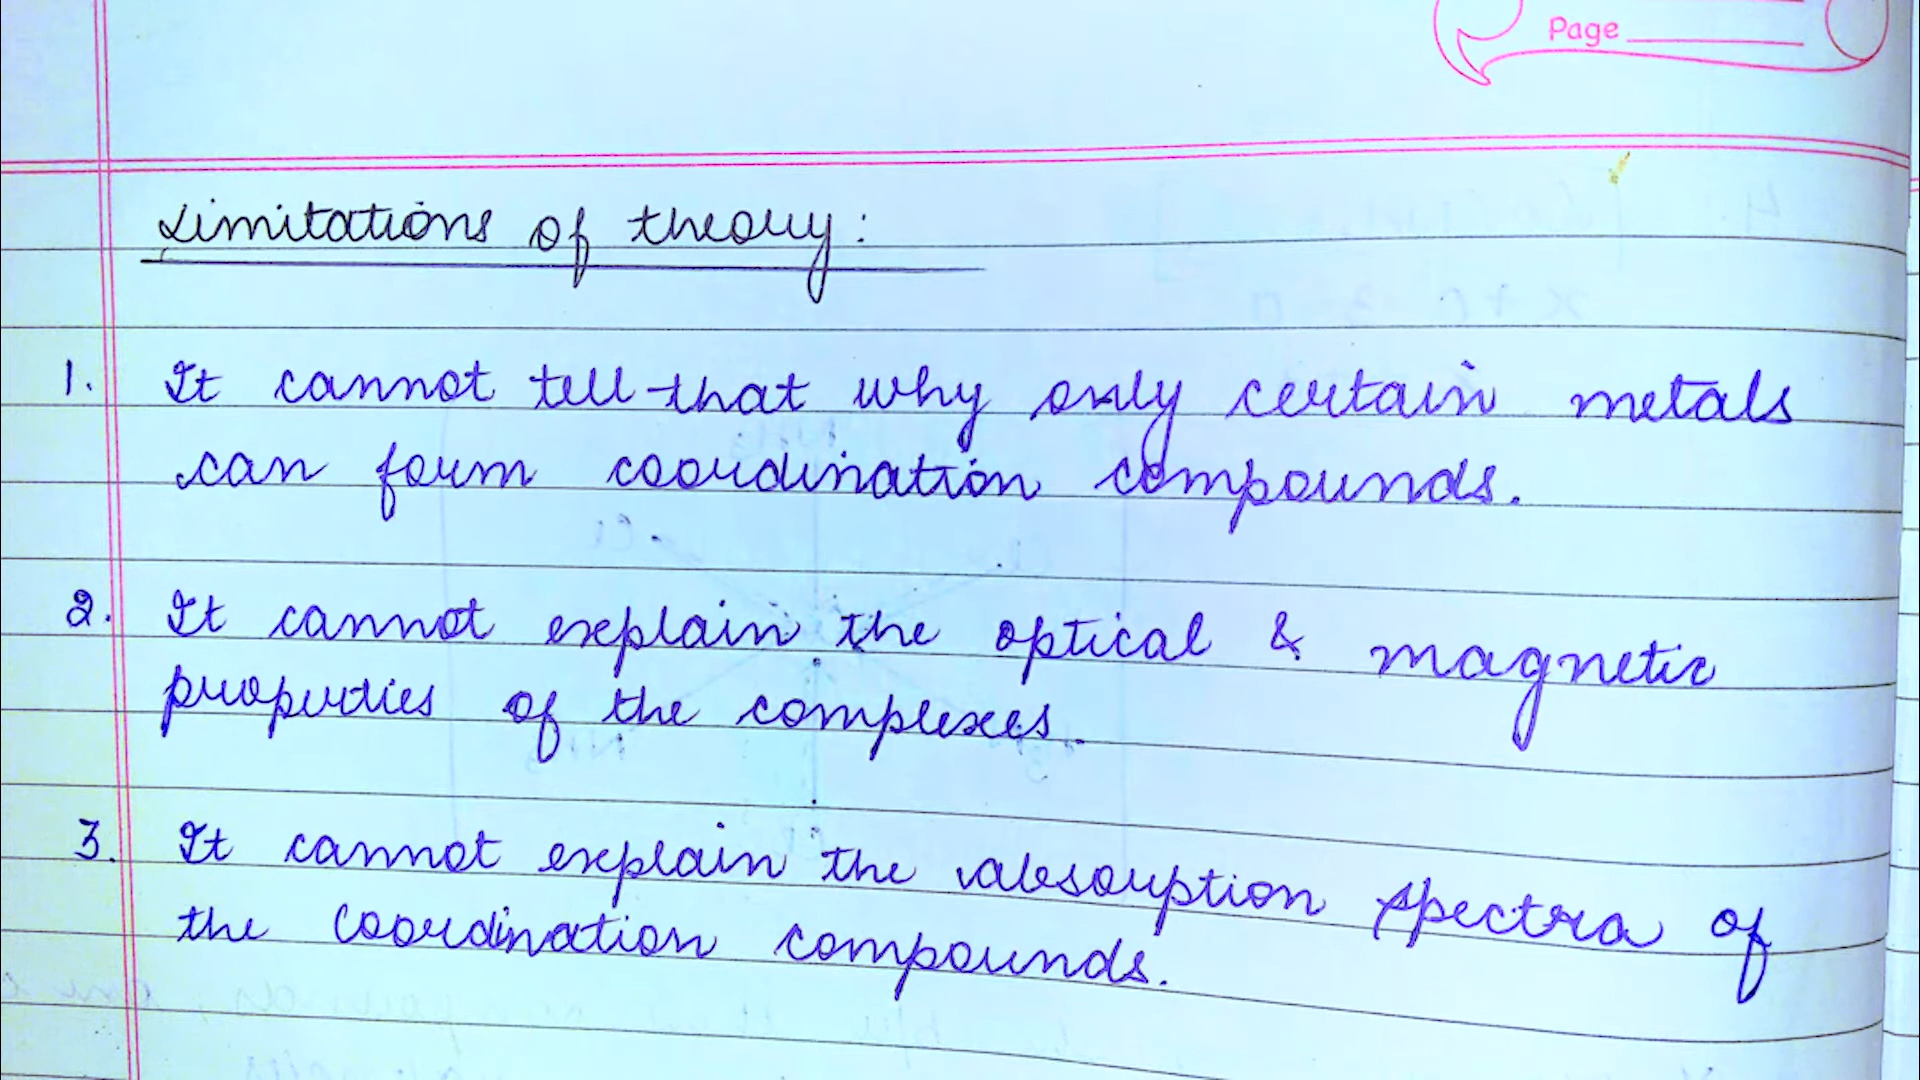 Page
Limitations of theory:
1. It cannot tell that why only certain metals
can form coordination compounds.
2. It cannot explain the optical & magnetic
properties of the complexes.
3. It cannot explain the absorption spectra of
the coordination compounds.